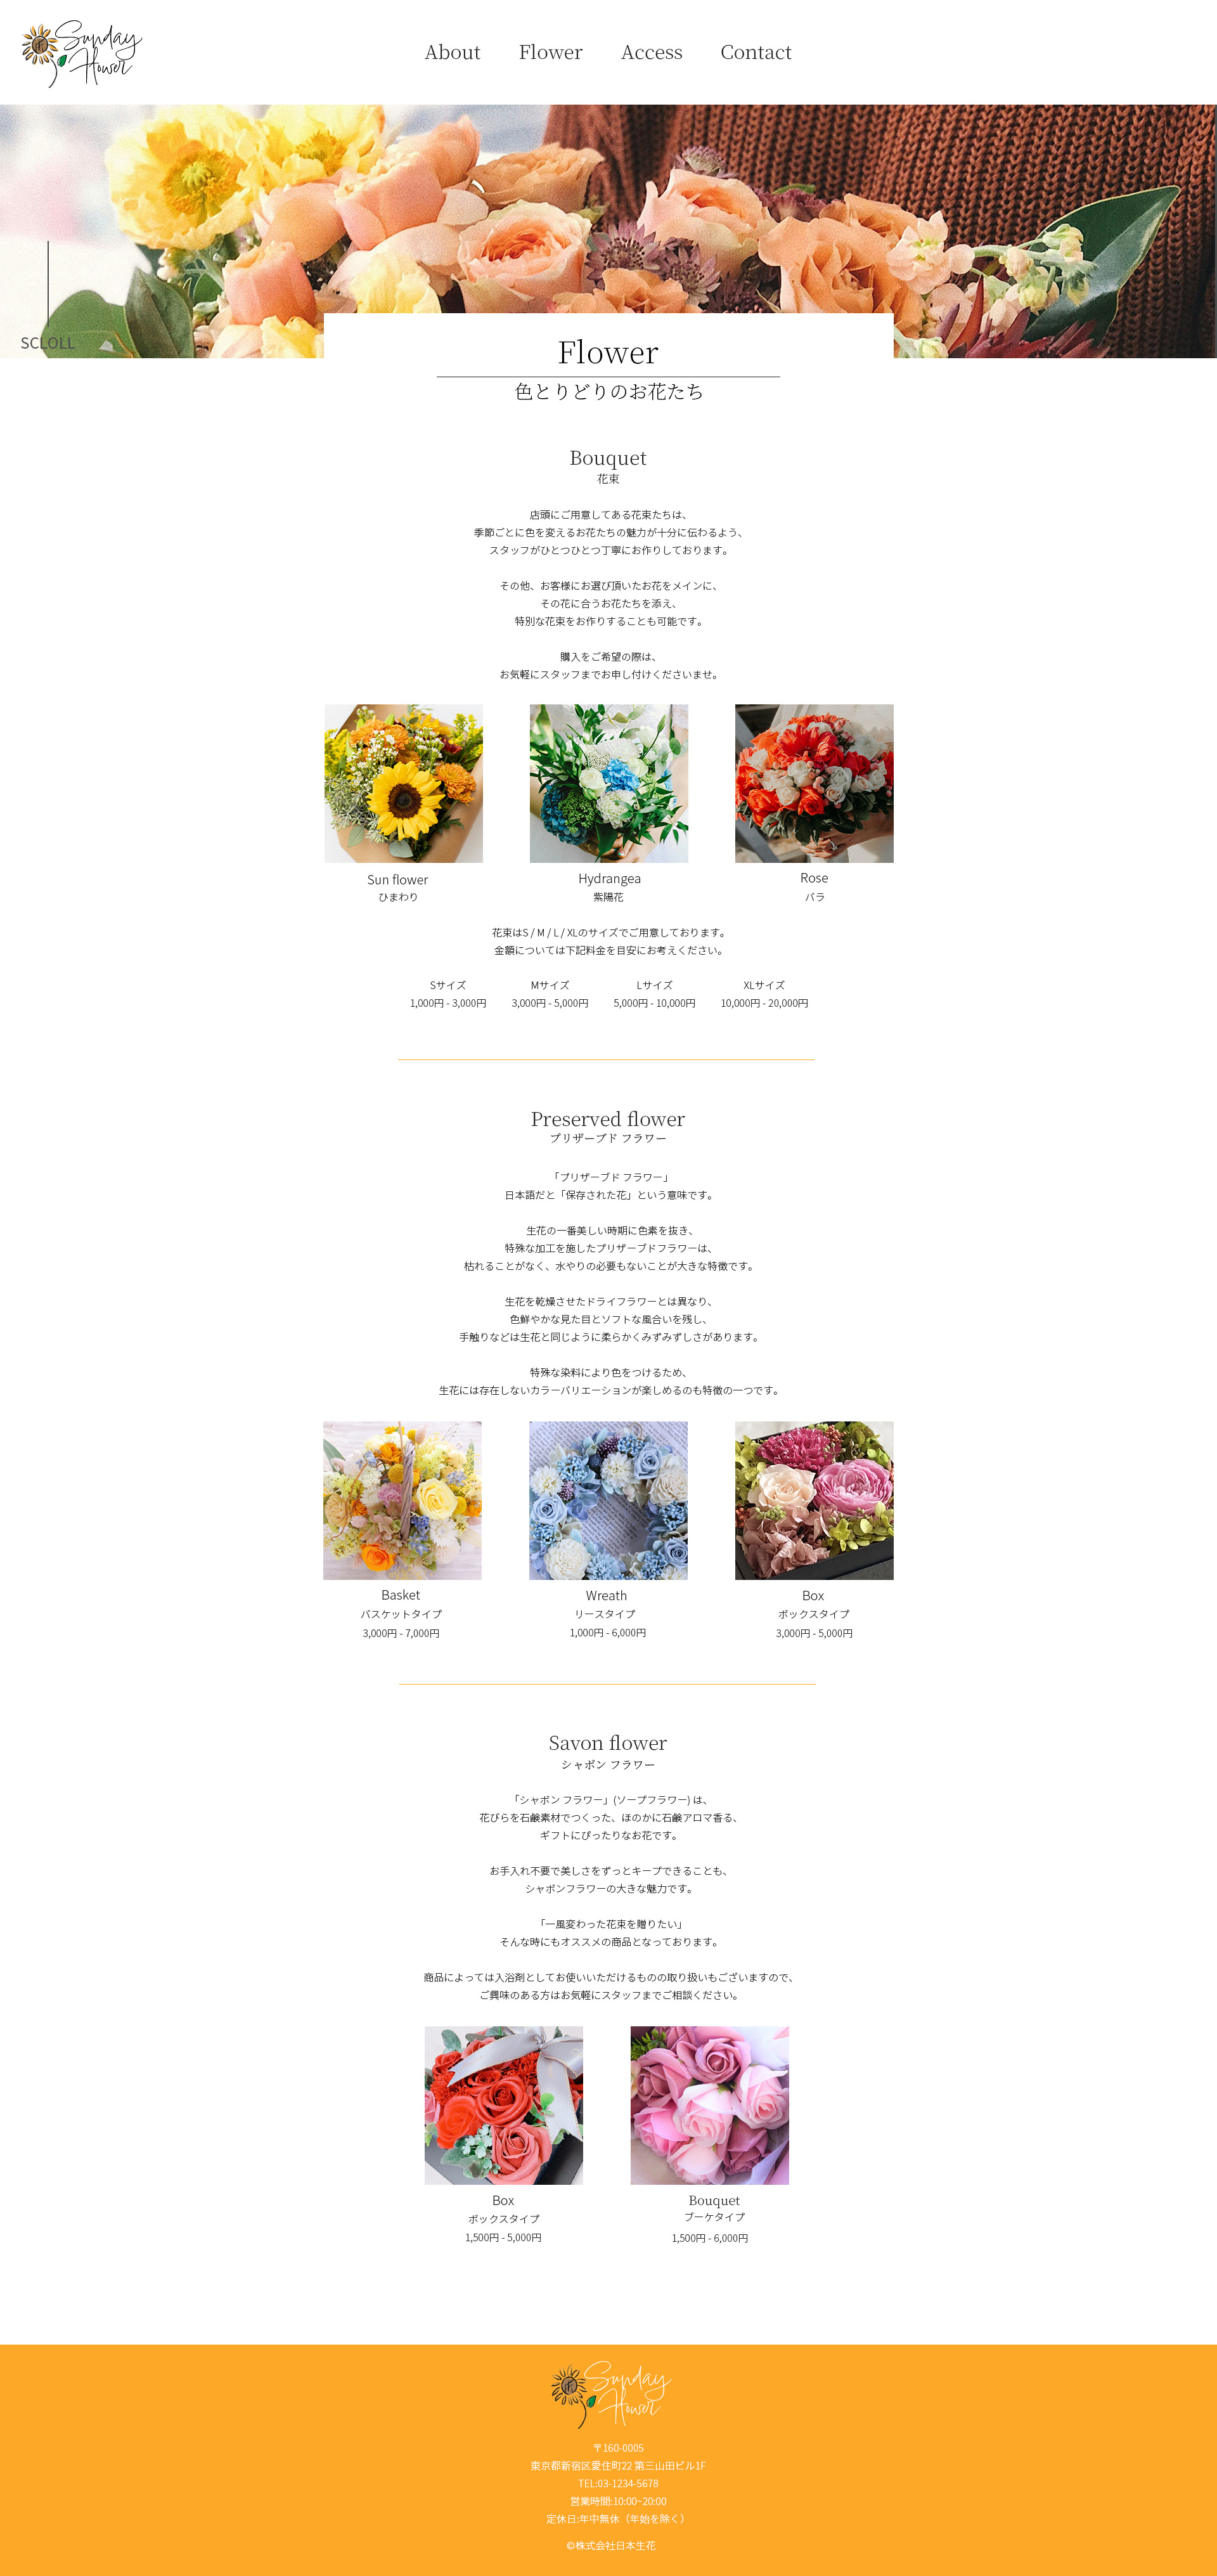 Sunday
Flower
About
Flower
Access
Contact
SCLOLL
Flower
色とりどりのお花たち
Bouquet
花束
店頭にご用意してある花束たちは、
季節ごとに色を変えるお花たちの魅力が十分に伝わるよう、
スタッフがひとつひとつ丁寧にお作りしております。
その他、お客様にお選び頂いたお花をメインに、
その花に合うお花たちを添え、
特別な花束をお作りすることも可能です。
購入をご希望の際は、
お気軽にスタッフまでお申し付けくださいませ。
Sun flower
ひまわり
Hydrangea
紫陽花
Rose
バラ
花束はS / M / L / XLのサイズでご用意しております。
金額については下記料金を目安にお考えください。
Sサイズ
1,000円 - 3,000円
Mサイズ
3,000円 - 5,000円
Lサイズ
5,000円 - 10,000円
XLサイズ
10,000円 - 20,000円
Preserved flower
プリザーブド フラワー
「プリザーブド フラワー」
日本語だと「保存された花」という意味です。
生花の一番美しい時期に色素を抜き、
特殊な加工を施したプリザーブドフラワーは、
枯れることがなく、水やりの必要もないことが大きな特徴です。
生花を乾燥させたドライフラワーとは異なり、
色鮮やかな見た目とソフトな風合いを残し、
手触りなどは生花と同じように柔らかくみずみずしさがあります。
特殊な染料により色をつけるため、
生花には存在しないカラーバリエーションが楽しめるのも特徴の一つです。
Basket
バスケットタイプ
3,000円 - 7,000円
Wreath
リースタイプ
1,000円 - 6,000円
Box
ボックスタイプ
3,000円 - 5,000円
Savon flower
シャボン フラワー
「シャボン フラワー」(ソープフラワー) は、
花びらを石鹸素材でつくった、ほのかに石鹸アロマ香る、
ギフトにぴったりなお花です。
お手入れ不要で美しさをずっとキープできることも、
シャボンフラワーの大きな魅力です。
「一風変わった花束を贈りたい」
そんな時にもオススメの商品となっております。
商品によっては入浴剤としてお使いいただけるものの取り扱いもございますので、
ご興味のある方はお気軽にスタッフまでご相談ください。
Box
ボックスタイプ
1,500円 - 5,000円
Bouquet
ブーケタイプ
1,500円 - 6,000円
Sunday
Flower
〒160-0005
東京都新宿区愛住町22 第三山田ビル1F
TEL:03-1234-5678
営業時間:10:00~20:00
定休日:年中無休（年始を除く）
©株式会社日本生花